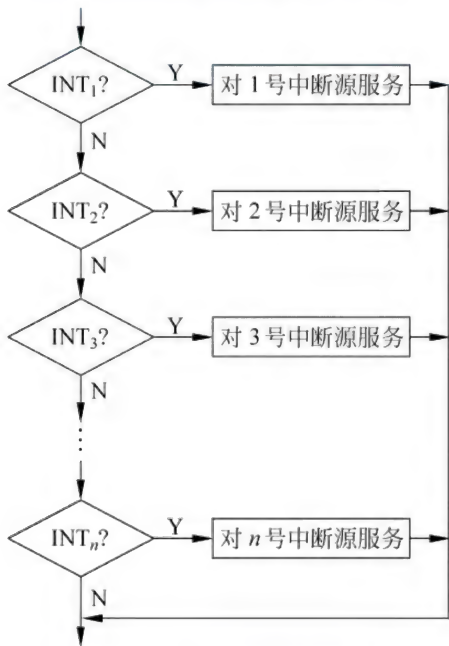 INT₁?
Y
对1号中断源服务
N
INT₂?
Y
对2号中断源服务
N
INT₃?
Y
对3号中断源服务
N
⋮
INTₙ?
Y
对n号中断源服务
N